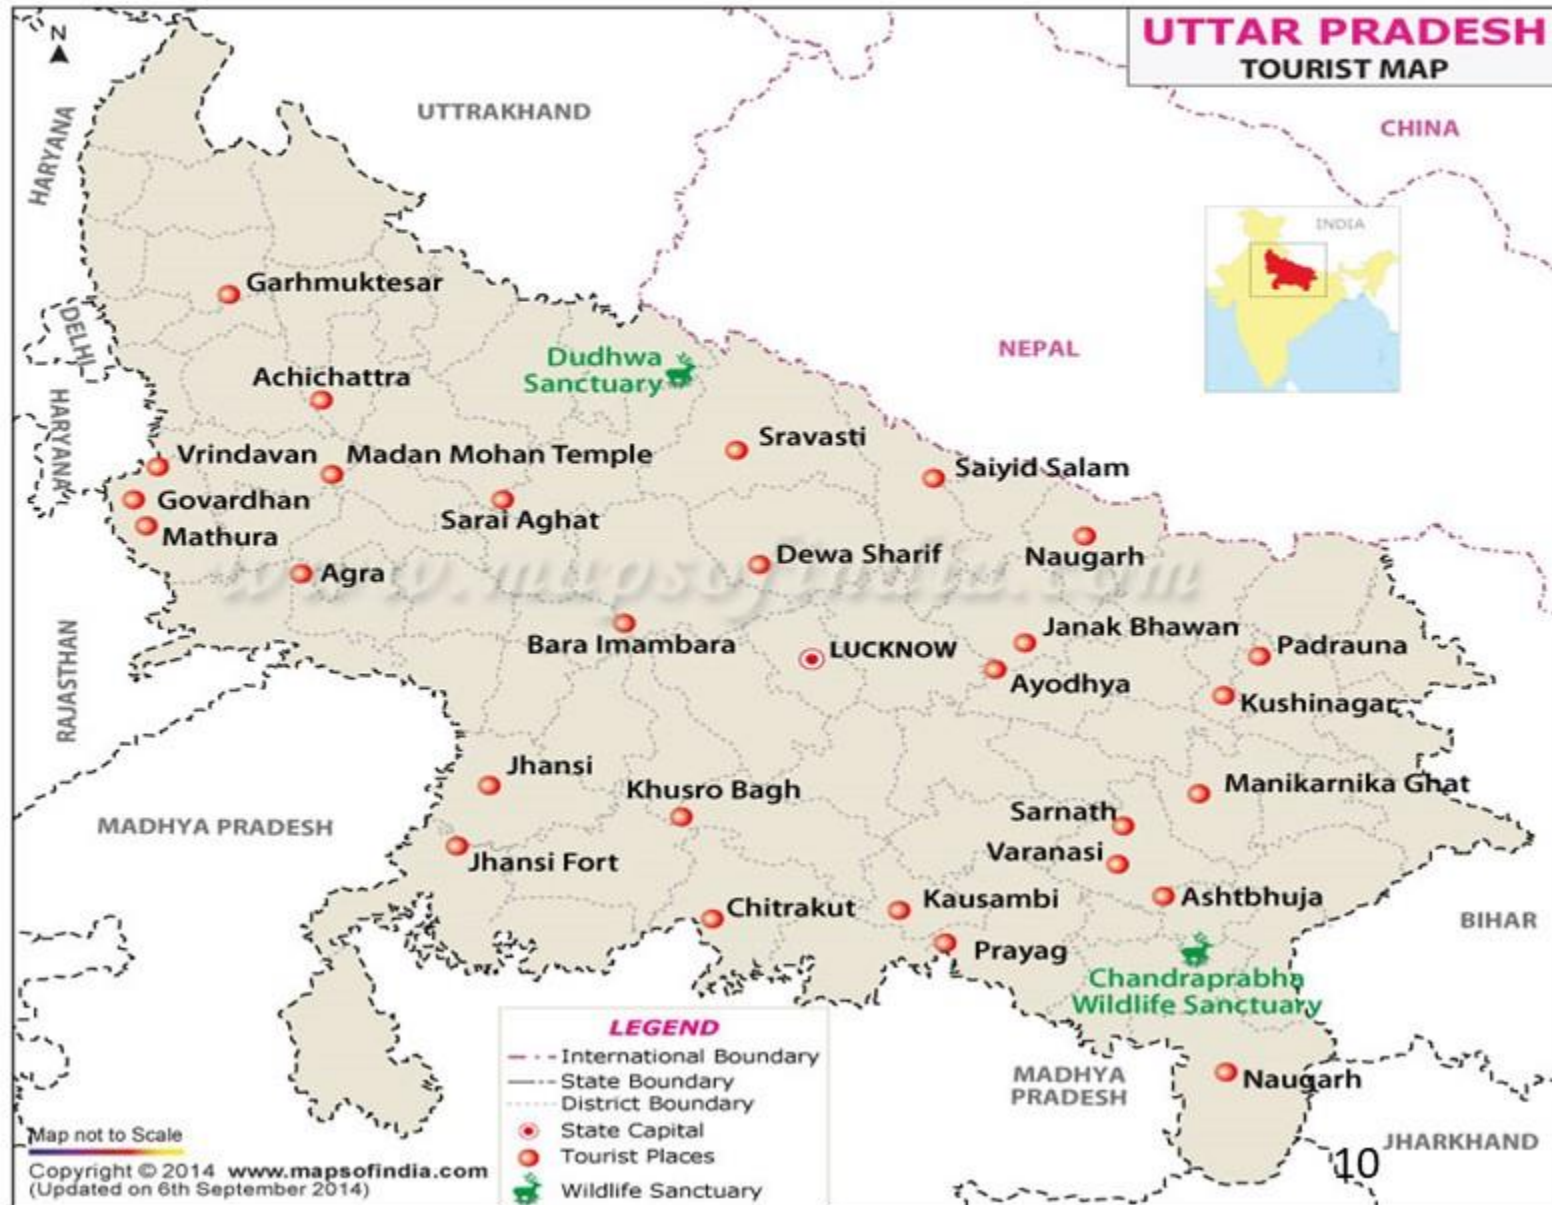 N
UTTAR PRADESH
TOURIST MAP
HARYANA
UTTRAKHAND
CHINA
INDIA
Garhmuktesar
DELHI
NEPAL
Dudhwa
Sanctuary
Achichattra
HARYANA
Vrindavan
Madan Mohan Temple
Sravasti
Saiyid Salam
Govardhan
Sarai Aghat
Mathura
Dewa Sharif
Naugarh
Agra
www.mapsofindia.com
Bara Imambara
LUCKNOW
Janak Bhawan
Padrauna
RAJASTHAN
Ayodhya
Kushinagar
Jhansi
Khusro Bagh
Manikarnika Ghat
Sarnath
MADHYA PRADESH
Jhansi Fort
Varanasi
Chitrakut
Kausambi
Ashtbhuja
BIHAR
Prayag
Chandraprabha
Wildlife Sanctuary
LEGEND
International Boundary
State Boundary
District Boundary
State Capital
Tourist Places
Wildlife Sanctuary
MADHYA
PRADESH
Naugarh
JHARKHAND
10
Map not to Scale
Copyright © 2014 www.mapsofindia.com
(Updated on 6th September 2014)